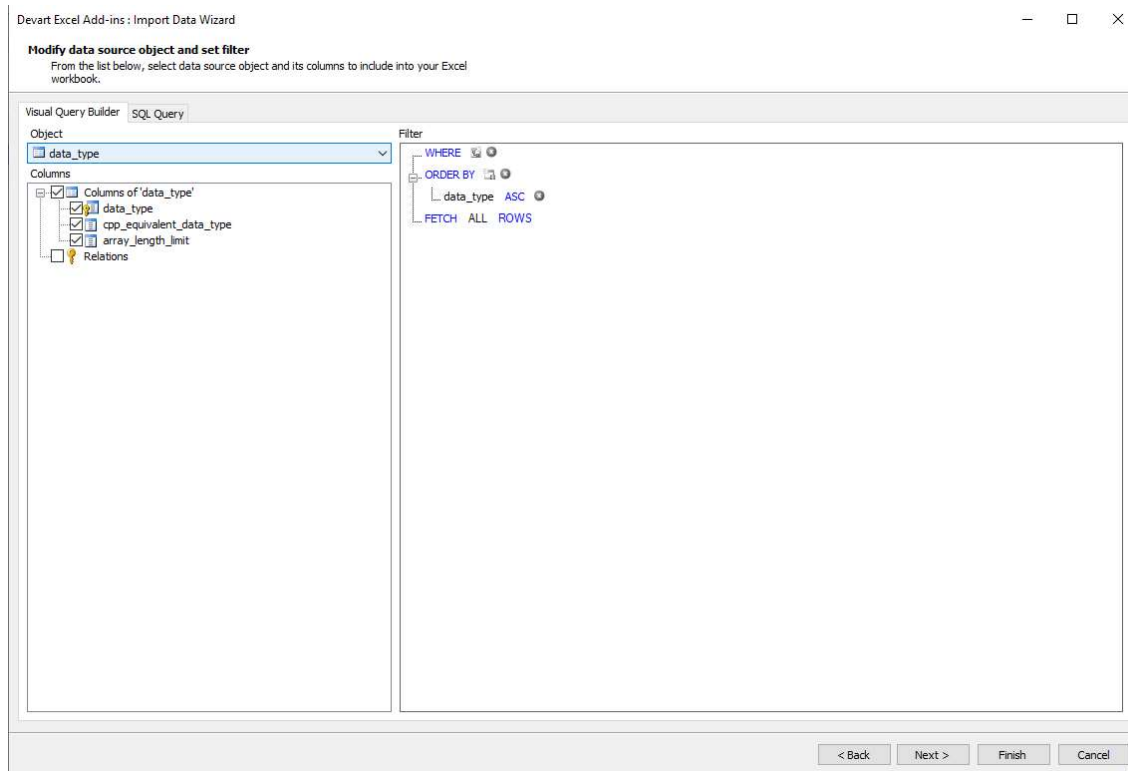 Devart Excel Add-ins : Import Data Wizard
Modify data source object and set filter
From the list below, select data source object and its columns to include into your Excel
workbook.
Visual Query Builder SQL Query
Object
data_type
Columns
Columns of 'data_type'
data_type
cpp_equivalent_data_type
array_length_limit
Relations
Filter
WHERE
ORDER BY
data_type ASC
FETCH ALL ROWS
< Back Next > Finish Cancel